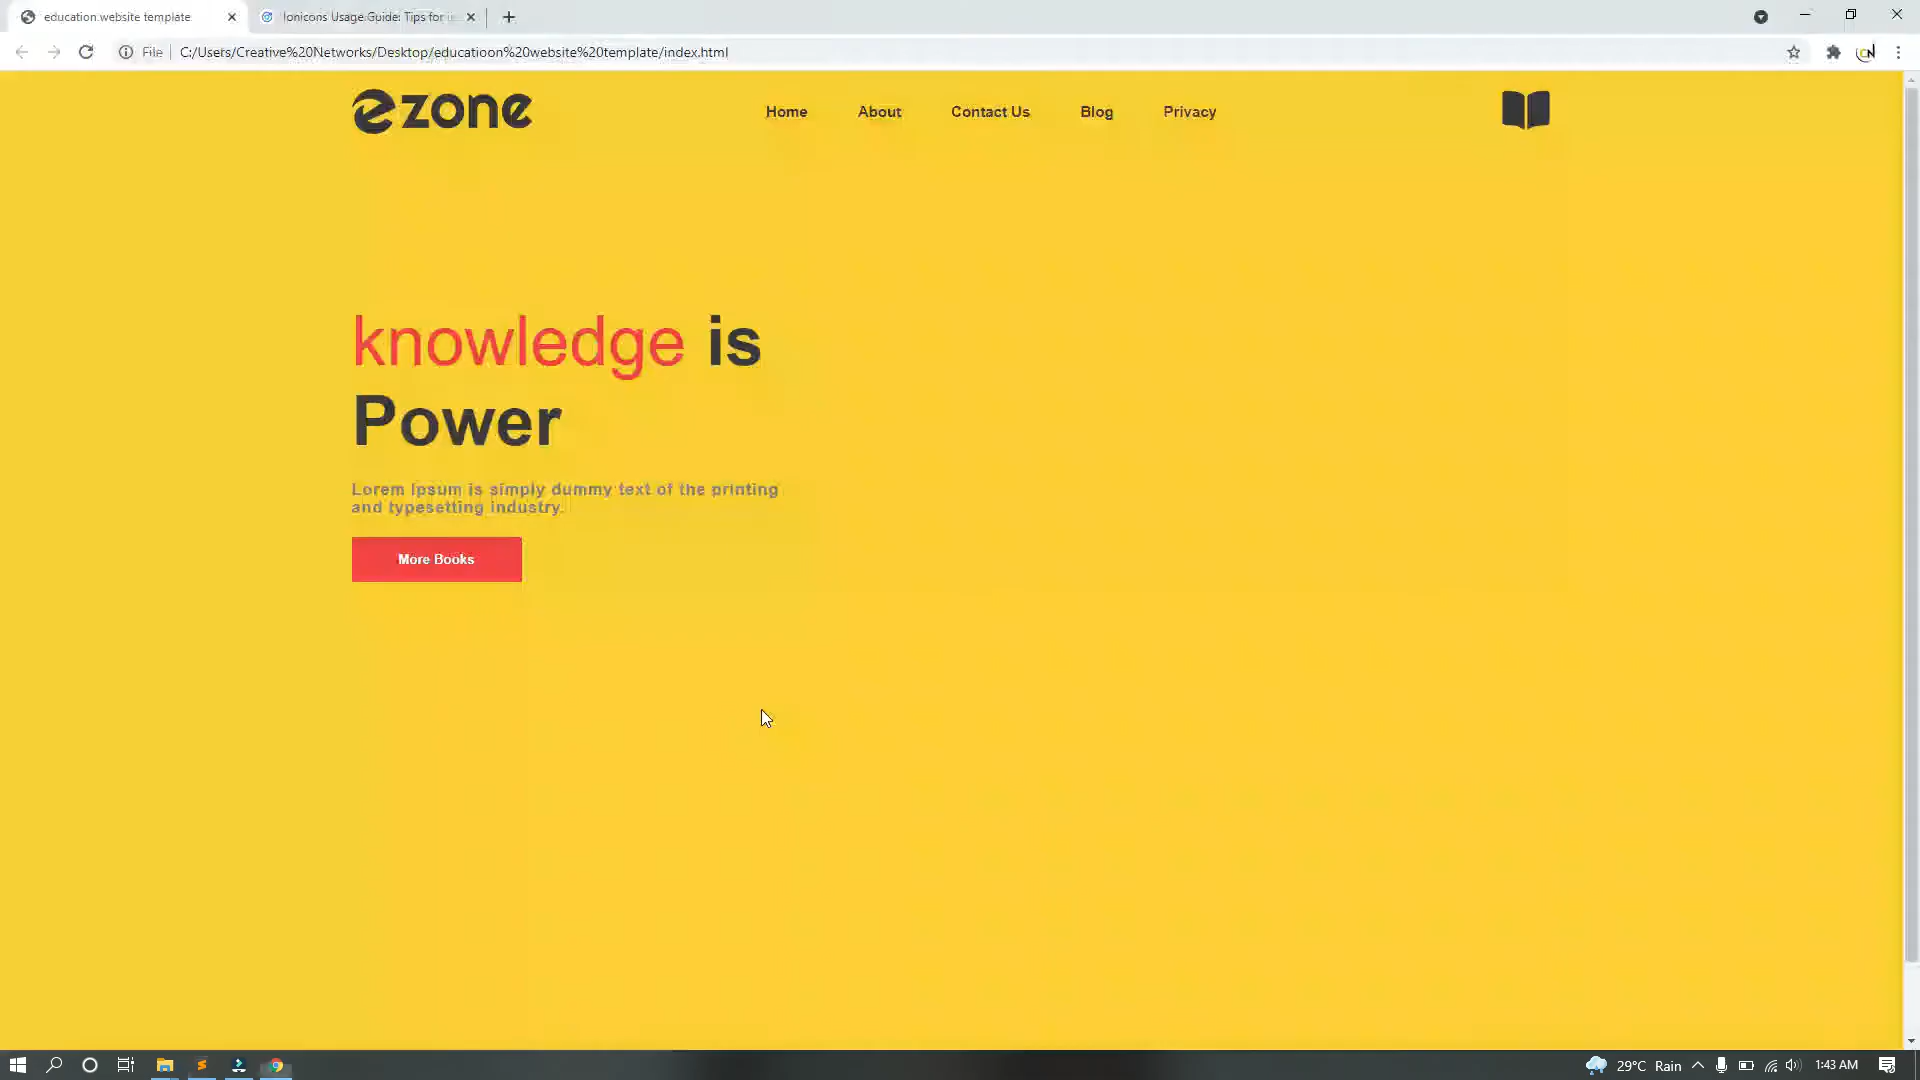 education website template
Ionicons Usage Guide: Tips for
File
C:/Users/Creative%20Networks/Desktop/educatioon%20website%20template/index.html
ezone
Home
About
Contact Us
Blog
Privacy
knowledge is
Power
Lorem Ipsum is simply dummy text of the printing
and typesetting industry.
More Books
29°C Rain
1:43 AM